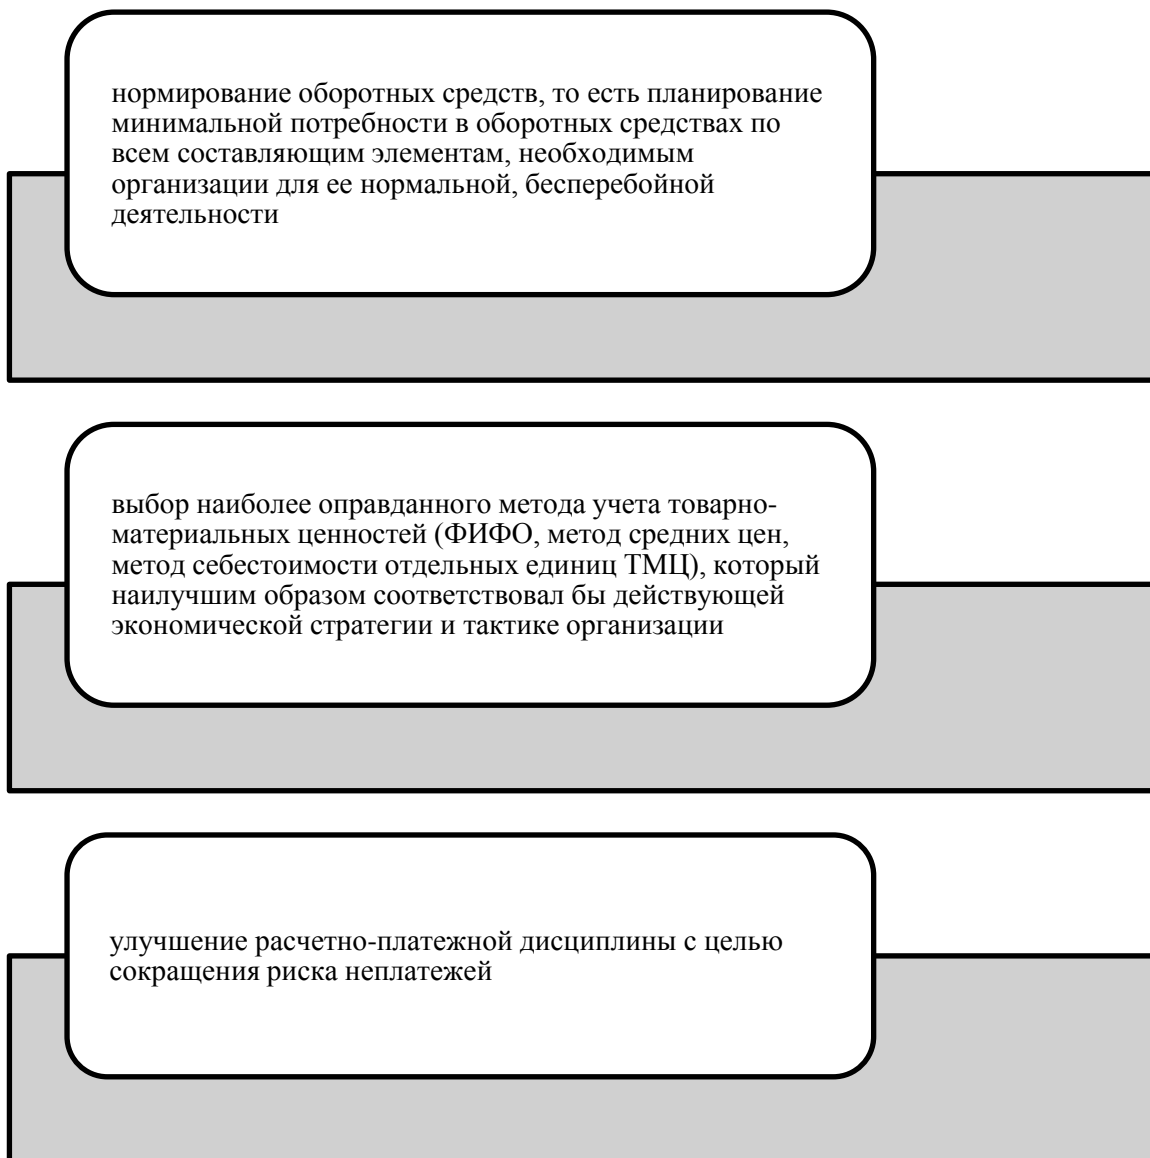 нормирование оборотных средств, то есть планирование
минимальной потребности в оборотных средствах по
всем составляющим элементам, необходимым
организации для ее нормальной, бесперебойной
деятельности
выбор наиболее оправданного метода учета товарно-
материальных ценностей (ФИФО, метод средних цен,
метод себестоимости отдельных единиц ТМЦ), который
наилучшим образом соответствовал бы действующей
экономической стратегии и тактике организации
улучшение расчетно-платежной дисциплины с целью
сокращения риска неплатежей